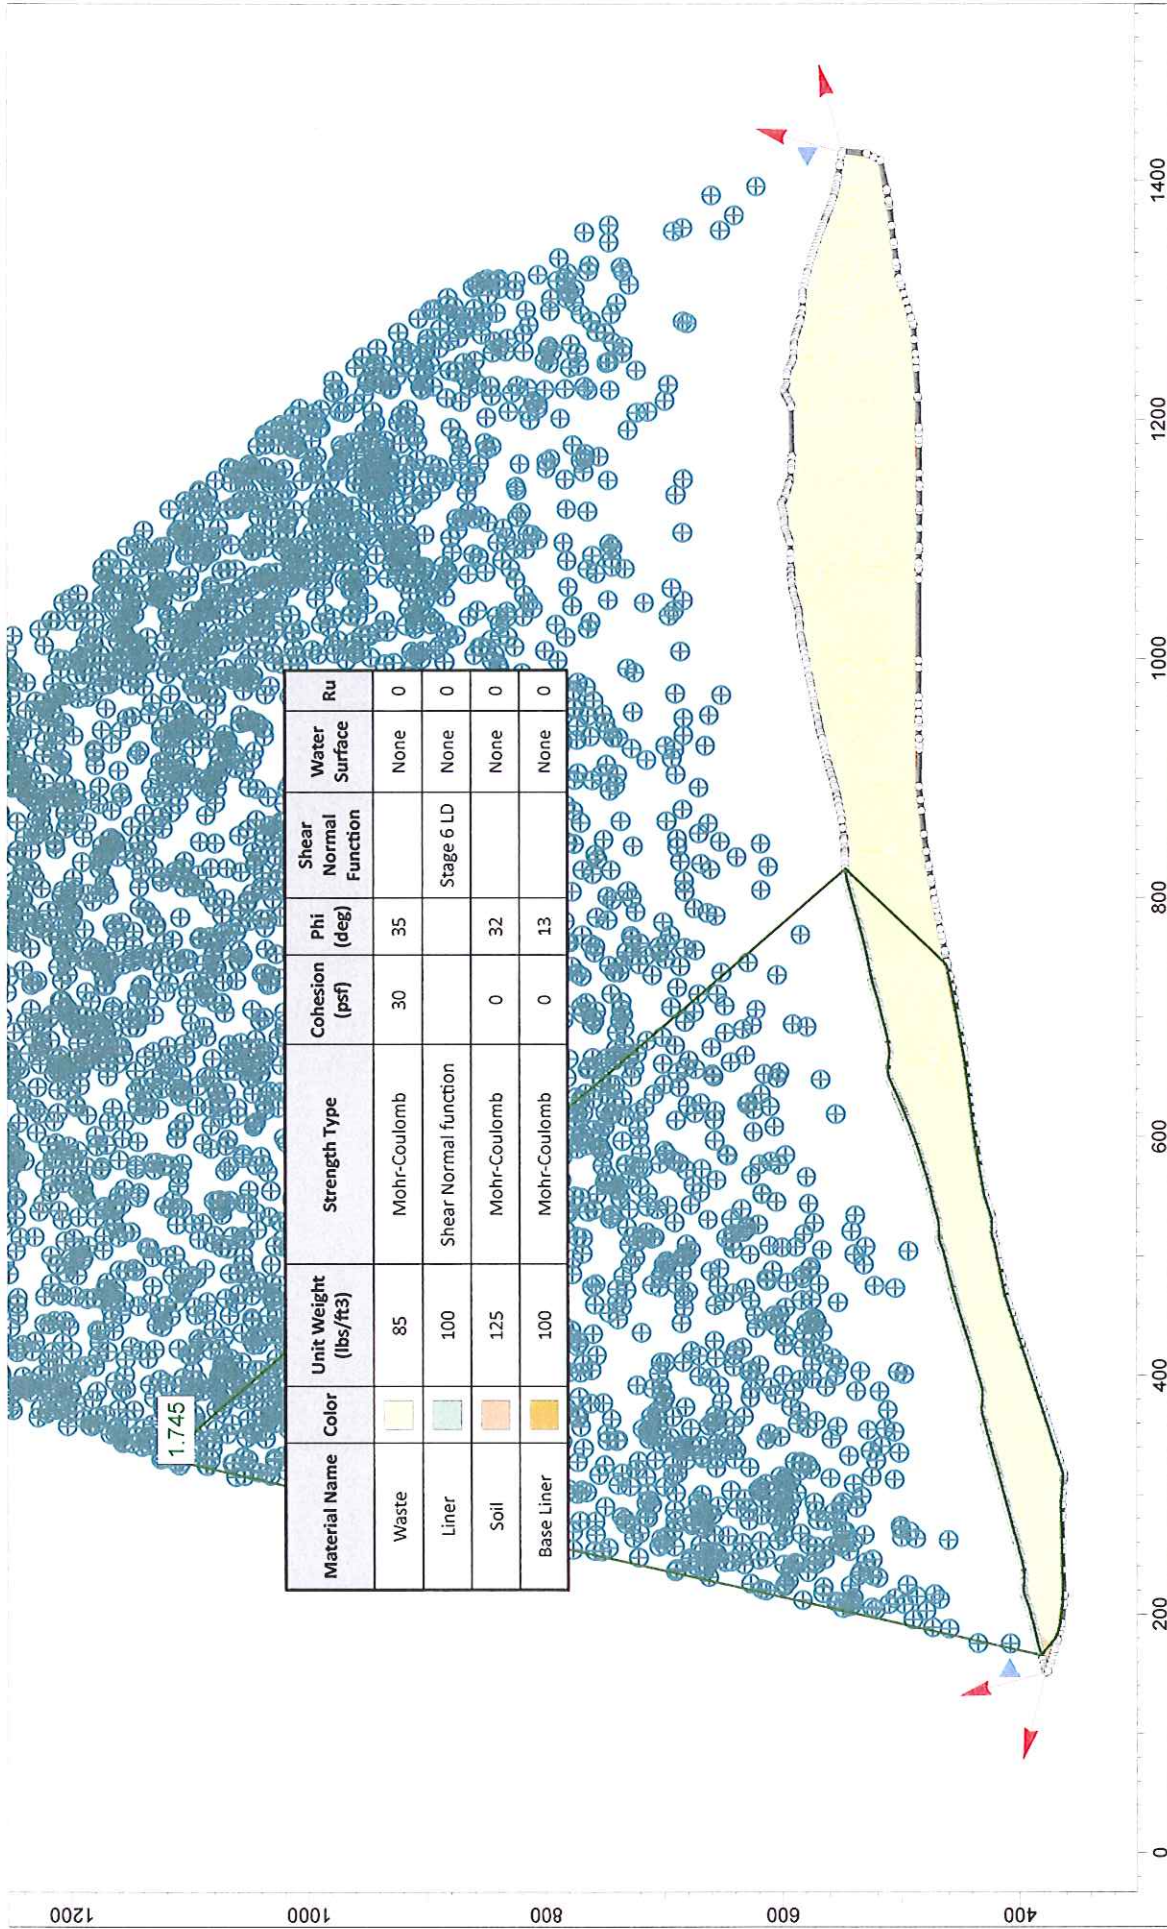 1200
1000
800
600
400
1.745
Material Name Color Unit Weight (lbs/ft3) Strength Type Cohesion (psf) Phi (deg) Shear Normal Function Water Surface Ru
Waste 85 Mohr-Coulomb 30 35 None 0
Liner 100 Shear Normal function Stage 6 LD None 0
Soil 125 Mohr-Coulomb 0 32 None 0
Base Liner 100 Mohr-Coulomb 0 13 None 0
0 200 400 600 800 1000 1200 1400